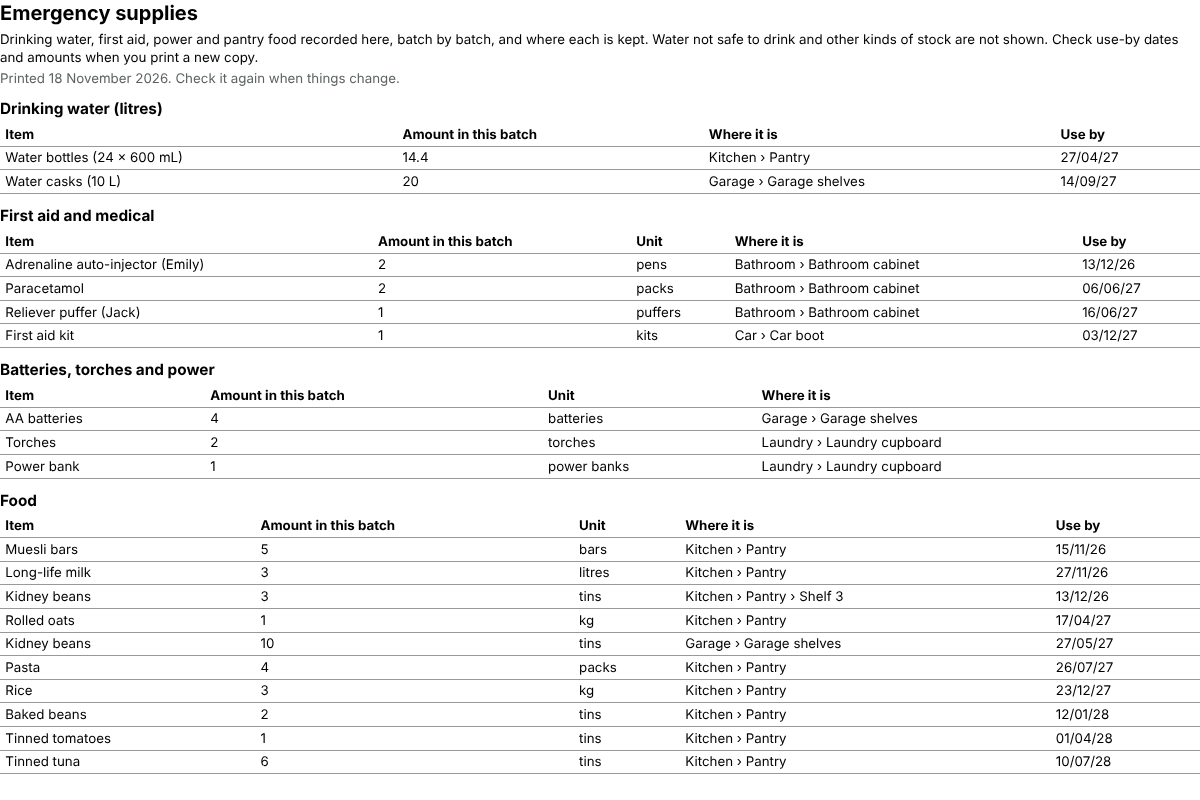 Emergency supplies
Drinking water, first aid, power and pantry food recorded here, batch by batch, and where each is kept. Water not safe to drink and other kinds of stock are not shown. Check use-by dates
and amounts when you print a new copy.
Printed 18 November 2026. Check it again when things change.
Drinking water (litres)
Item Amount in this batch Where it is Use by
Water bottles (24 × 600 mL) 14.4 Kitchen › Pantry 27/04/27
Water casks (10 L) 20 Garage › Garage shelves 14/09/27
First aid and medical
Item Amount in this batch Unit Where it is Use by
Adrenaline auto-injector (Emily) 2 pens Bathroom › Bathroom cabinet 13/12/26
Paracetamol 2 packs Bathroom › Bathroom cabinet 06/06/27
Reliever puffer (Jack) 1 puffers Bathroom › Bathroom cabinet 16/06/27
First aid kit 1 kits Car › Car boot 03/12/27
Batteries, torches and power
Item Amount in this batch Unit Where it is
AA batteries 4 batteries Garage › Garage shelves
Torches 2 torches Laundry › Laundry cupboard
Power bank 1 power banks Laundry › Laundry cupboard
Food
Item Amount in this batch Unit Where it is Use by
Muesli bars 5 bars Kitchen › Pantry 15/11/26
Long-life milk 3 litres Kitchen › Pantry 27/11/26
Kidney beans 3 tins Kitchen › Pantry › Shelf 3 13/12/26
Rolled oats 1 kg Kitchen › Pantry 17/04/27
Kidney beans 10 tins Garage › Garage shelves 27/05/27
Pasta 4 packs Kitchen › Pantry 26/07/27
Rice 3 kg Kitchen › Pantry 23/12/27
Baked beans 2 tins Kitchen › Pantry 12/01/28
Tinned tomatoes 1 tins Kitchen › Pantry 01/04/28
Tinned tuna 6 tins Kitchen › Pantry 10/07/28